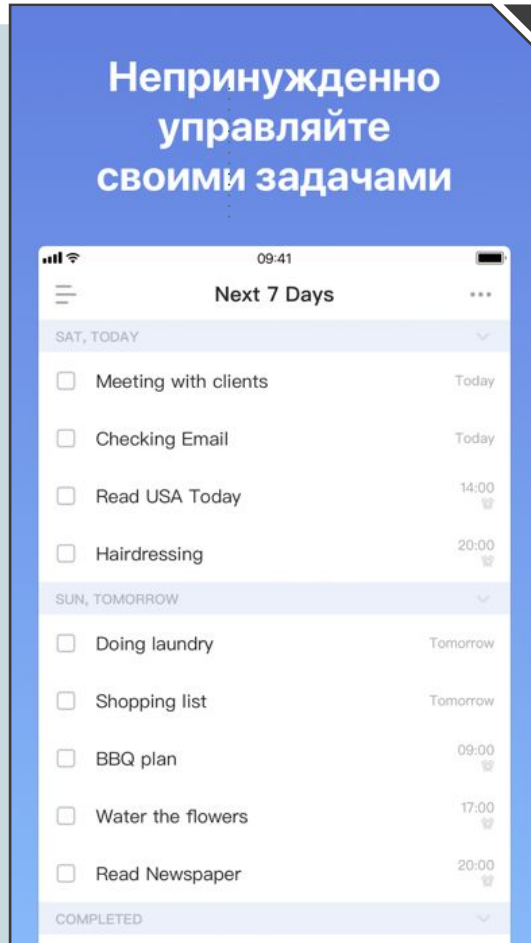 Непринужденно
управляйте
своими задачами
09:41
Next 7 Days
SAT, TODAY
Meeting with clients Today
Checking Email Today
Read USA Today 14:00
Hairdressing 20:00
SUN, TOMORROW
Doing laundry Tomorrow
Shopping list Tomorrow
BBQ plan 09:00
Water the flowers 17:00
Read Newspaper 20:00
COMPLETED